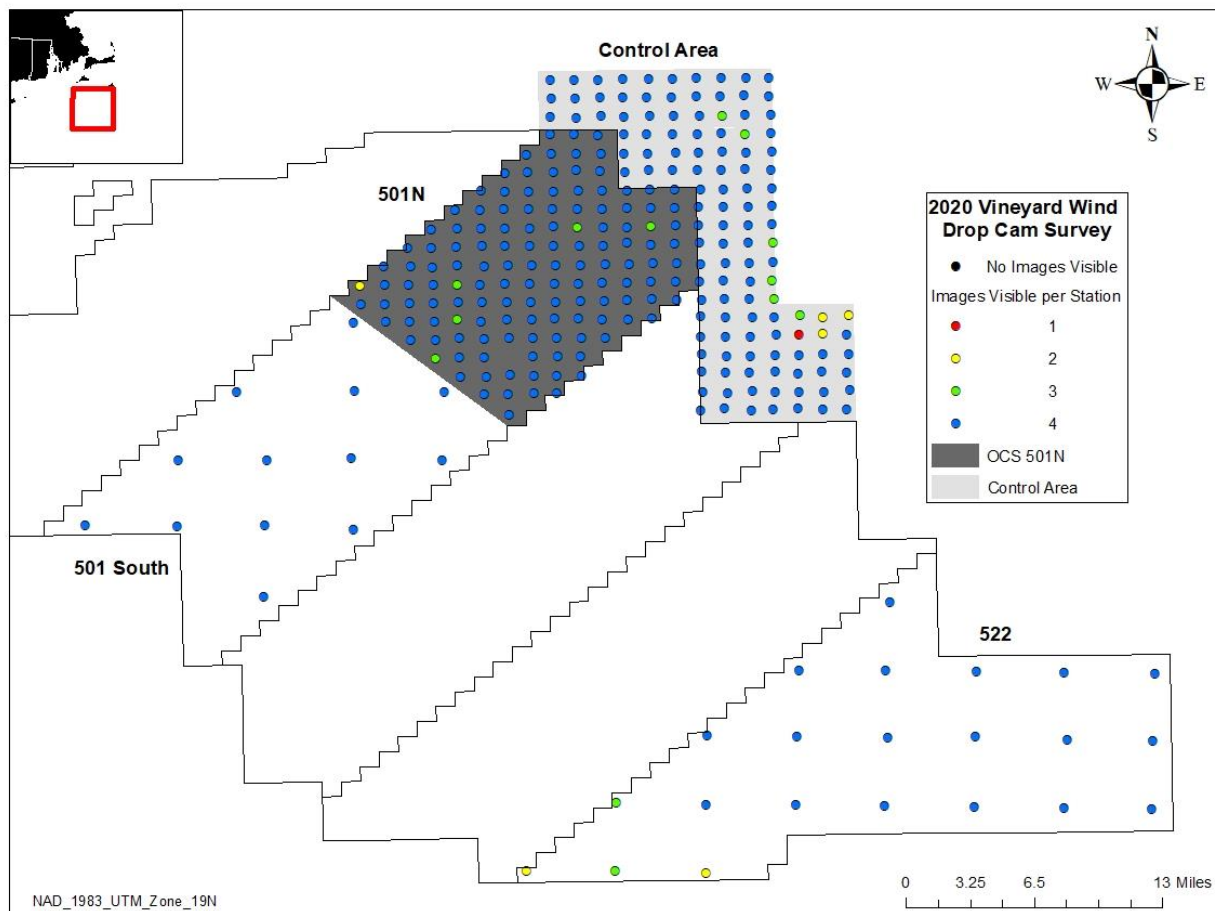 Control Area
N
W
E
S
501N
2020 Vineyard Wind
Drop Cam Survey
No Images Visible
Images Visible per Station
1
2
3
4
OCS 501N
Control Area
501 South
522
0 3.25 6.5 13 Miles
NAD_1983_UTM_Zone_19N